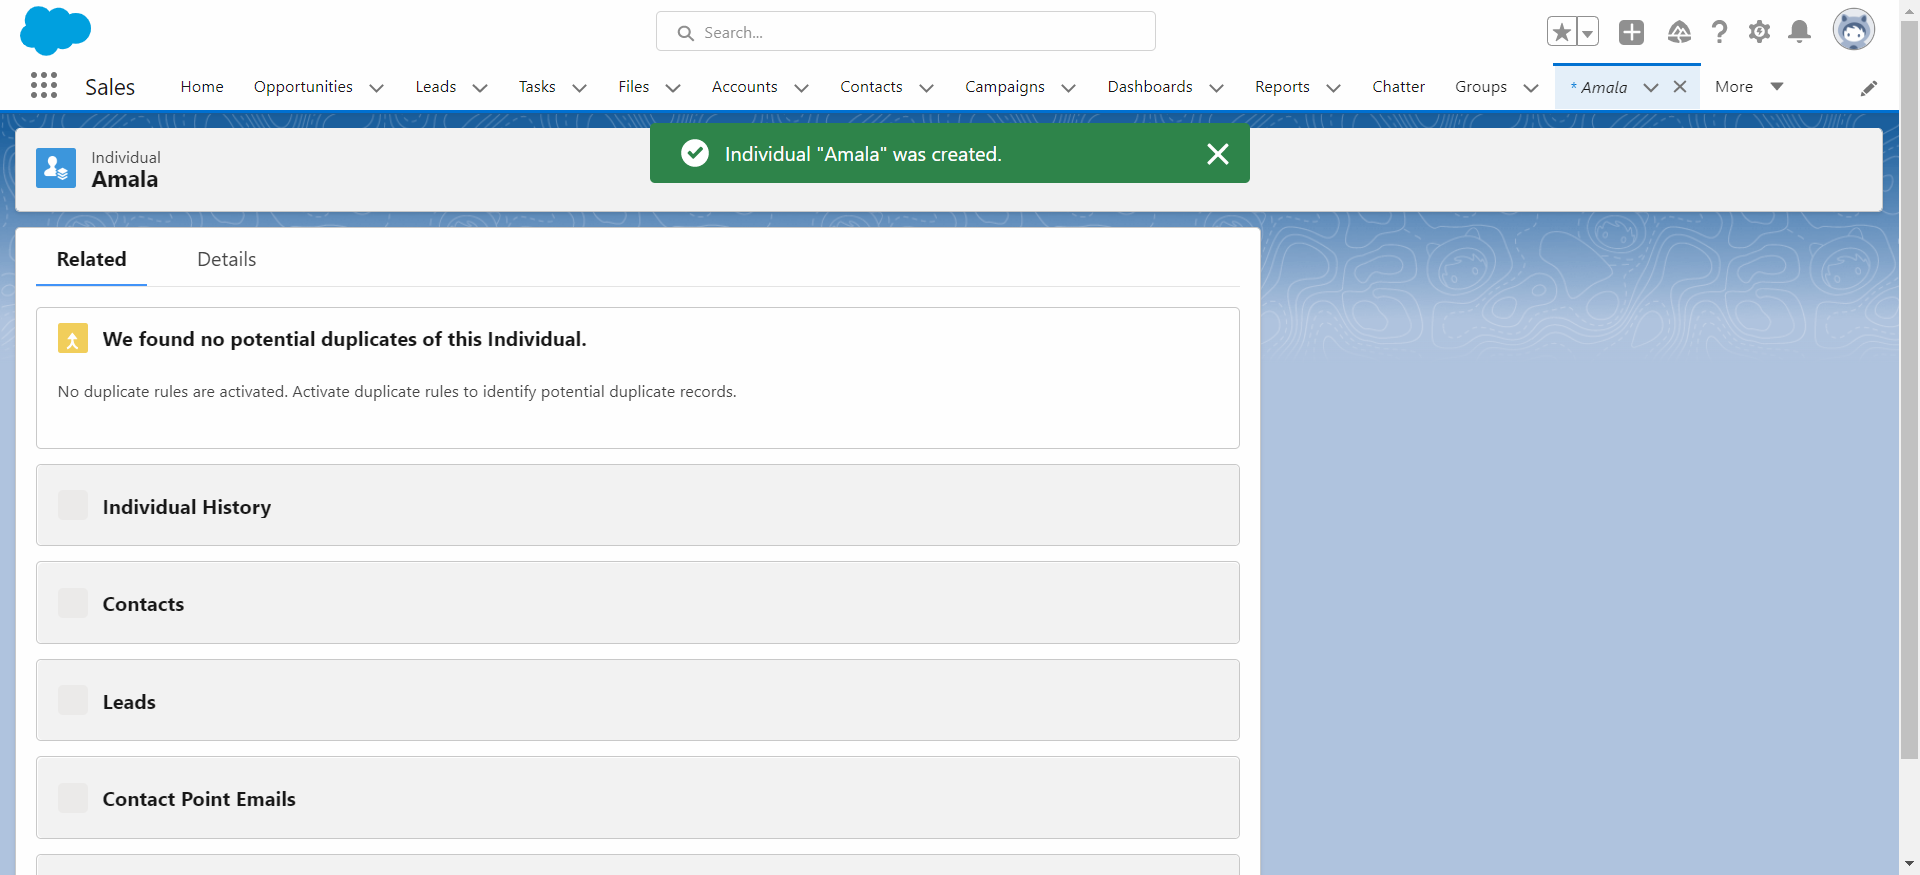 Search...
Sales
Home
Opportunities
Leads
Tasks
Files
Accounts
Contacts
Campaigns
Dashboards
Reports
Chatter
Groups
* Amala
More
Individual
Amala
Individual "Amala" was created.
Related
Details
We found no potential duplicates of this Individual.
No duplicate rules are activated. Activate duplicate rules to identify potential duplicate records.
Individual History
Contacts
Leads
Contact Point Emails